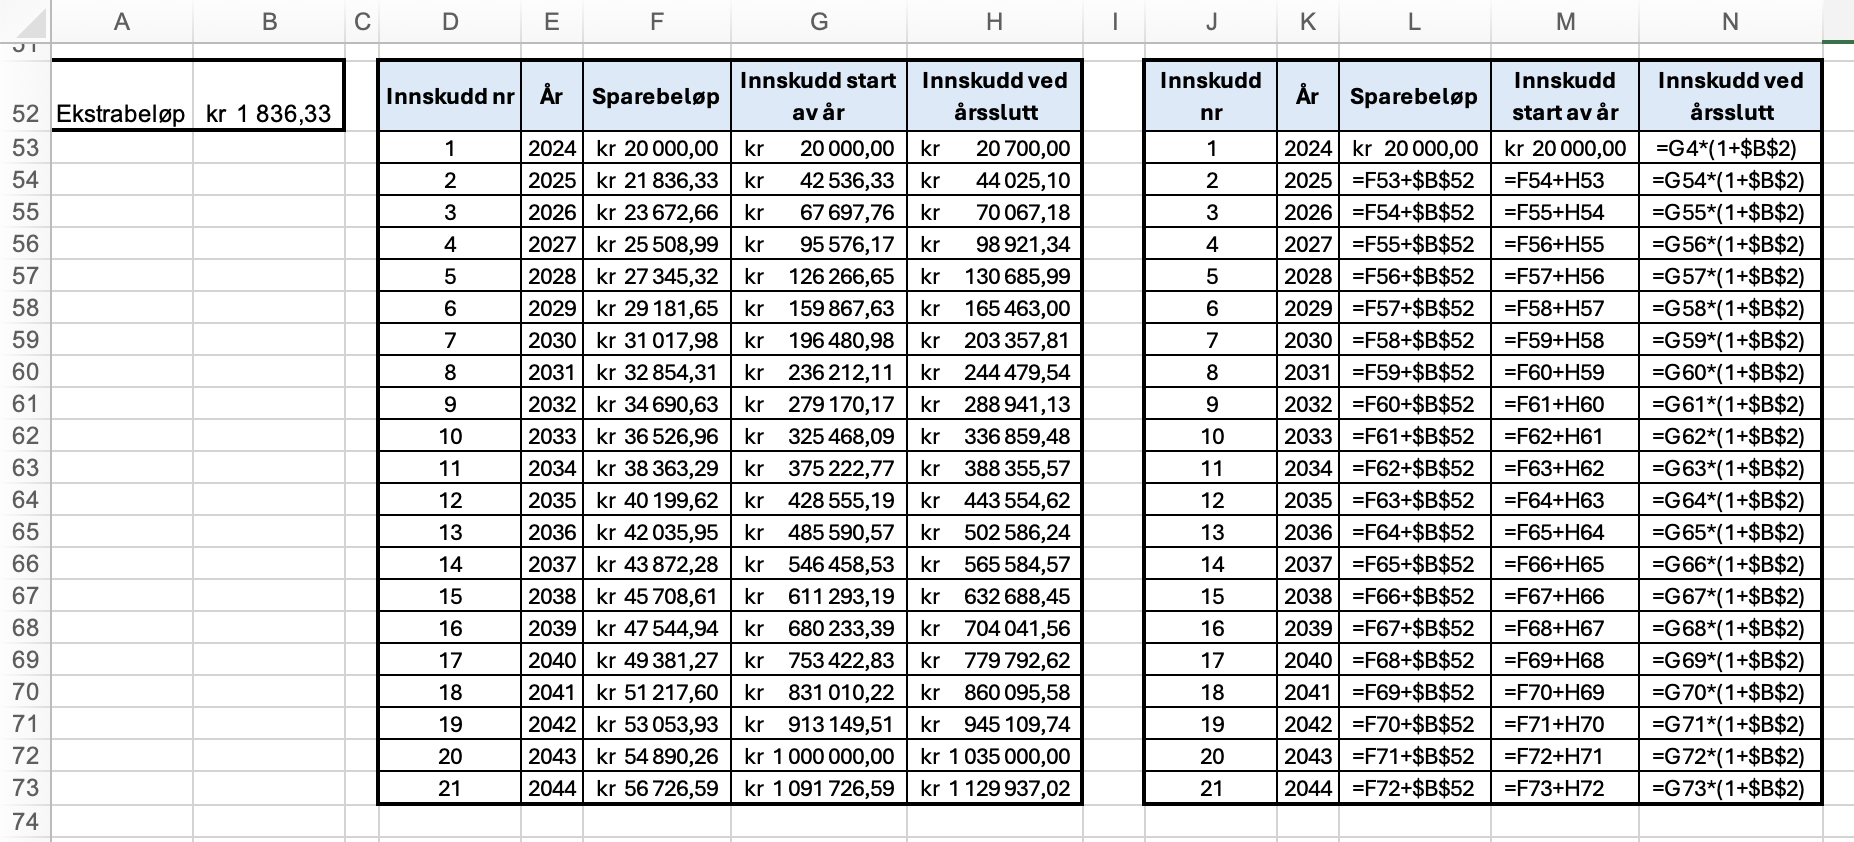 A B C D E F G H I J K L M N
51
52 Ekstrabeløp kr 1 836,33 Innskudd nr År Sparebeløp Innskudd start av år Innskudd ved årsslutt Innskudd nr År Sparebeløp Innskudd start av år Innskudd ved årsslutt
53 1 2024 kr 20 000,00 kr 20 000,00 kr 20 700,00 1 2024 kr 20 000,00 kr 20 000,00 =G4*(1+$B$2)
54 2 2025 kr 21 836,33 kr 42 536,33 kr 44 025,10 2 2025 =F53+$B$52 =F54+H53 =G54*(1+$B$2)
55 3 2026 kr 23 672,66 kr 67 697,76 kr 70 067,18 3 2026 =F54+$B$52 =F55+H54 =G55*(1+$B$2)
56 4 2027 kr 25 508,99 kr 95 576,17 kr 98 921,34 4 2027 =F55+$B$52 =F56+H55 =G56*(1+$B$2)
57 5 2028 kr 27 345,32 kr 126 266,65 kr 130 685,99 5 2028 =F56+$B$52 =F57+H56 =G57*(1+$B$2)
58 6 2029 kr 29 181,65 kr 159 867,63 kr 165 463,00 6 2029 =F57+$B$52 =F58+H57 =G58*(1+$B$2)
59 7 2030 kr 31 017,98 kr 196 480,98 kr 203 357,81 7 2030 =F58+$B$52 =F59+H58 =G59*(1+$B$2)
60 8 2031 kr 32 854,31 kr 236 212,11 kr 244 479,54 8 2031 =F59+$B$52 =F60+H59 =G60*(1+$B$2)
61 9 2032 kr 34 690,63 kr 279 170,17 kr 288 941,13 9 2032 =F60+$B$52 =F61+H60 =G61*(1+$B$2)
62 10 2033 kr 36 526,96 kr 325 468,09 kr 336 859,48 10 2033 =F61+$B$52 =F62+H61 =G62*(1+$B$2)
63 11 2034 kr 38 363,29 kr 375 222,77 kr 388 355,57 11 2034 =F62+$B$52 =F63+H62 =G63*(1+$B$2)
64 12 2035 kr 40 199,62 kr 428 555,19 kr 443 554,62 12 2035 =F63+$B$52 =F64+H63 =G64*(1+$B$2)
65 13 2036 kr 42 035,95 kr 485 590,57 kr 502 586,24 13 2036 =F64+$B$52 =F65+H64 =G65*(1+$B$2)
66 14 2037 kr 43 872,28 kr 546 458,53 kr 565 584,57 14 2037 =F65+$B$52 =F66+H65 =G66*(1+$B$2)
67 15 2038 kr 45 708,61 kr 611 293,19 kr 632 688,45 15 2038 =F66+$B$52 =F67+H66 =G67*(1+$B$2)
68 16 2039 kr 47 544,94 kr 680 233,39 kr 704 041,56 16 2039 =F67+$B$52 =F68+H67 =G68*(1+$B$2)
69 17 2040 kr 49 381,27 kr 753 422,83 kr 779 792,62 17 2040 =F68+$B$52 =F69+H68 =G69*(1+$B$2)
70 18 2041 kr 51 217,60 kr 831 010,22 kr 860 095,58 18 2041 =F69+$B$52 =F70+H69 =G70*(1+$B$2)
71 19 2042 kr 53 053,93 kr 913 149,51 kr 945 109,74 19 2042 =F70+$B$52 =F71+H70 =G71*(1+$B$2)
72 20 2043 kr 54 890,26 kr 1 000 000,00 kr 1 035 000,00 20 2043 =F71+$B$52 =F72+H71 =G72*(1+$B$2)
73 21 2044 kr 56 726,59 kr 1 091 726,59 kr 1 129 937,02 21 2044 =F72+$B$52 =F73+H72 =G73*(1+$B$2)
74